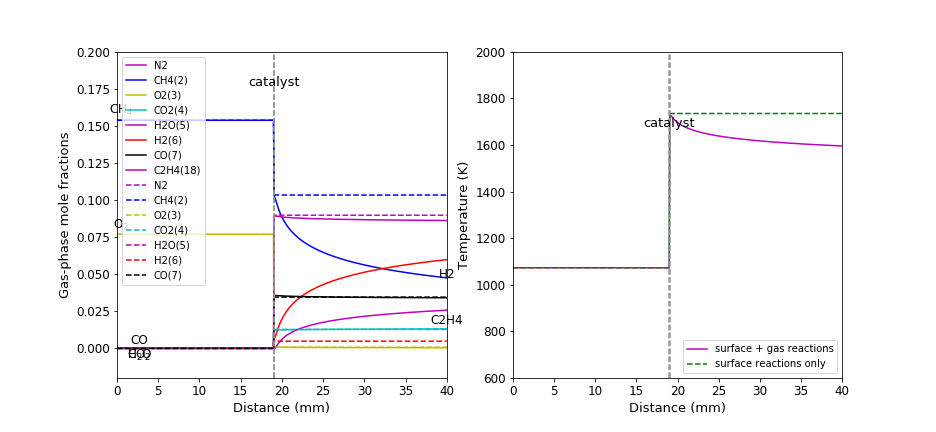 0.200
0.175
0.150
0.125
0.100
0.075
0.050
0.025
0.000
Gas-phase mole fractions
0
5
10
15
20
25
30
35
40
Distance (mm)
catalyst
N2
CH4(2)
O2(3)
CO2(4)
H2O(5)
H2(6)
CO(7)
C2H4(18)
N2
CH4(2)
O2(3)
CO2(4)
H2O(5)
H2(6)
CO(7)
CO
H2
C2H4
2000
1800
1600
1400
1200
1000
800
600
Temperature (K)
0
5
10
15
20
25
30
35
40
Distance (mm)
catalyst
surface + gas reactions
surface reactions only